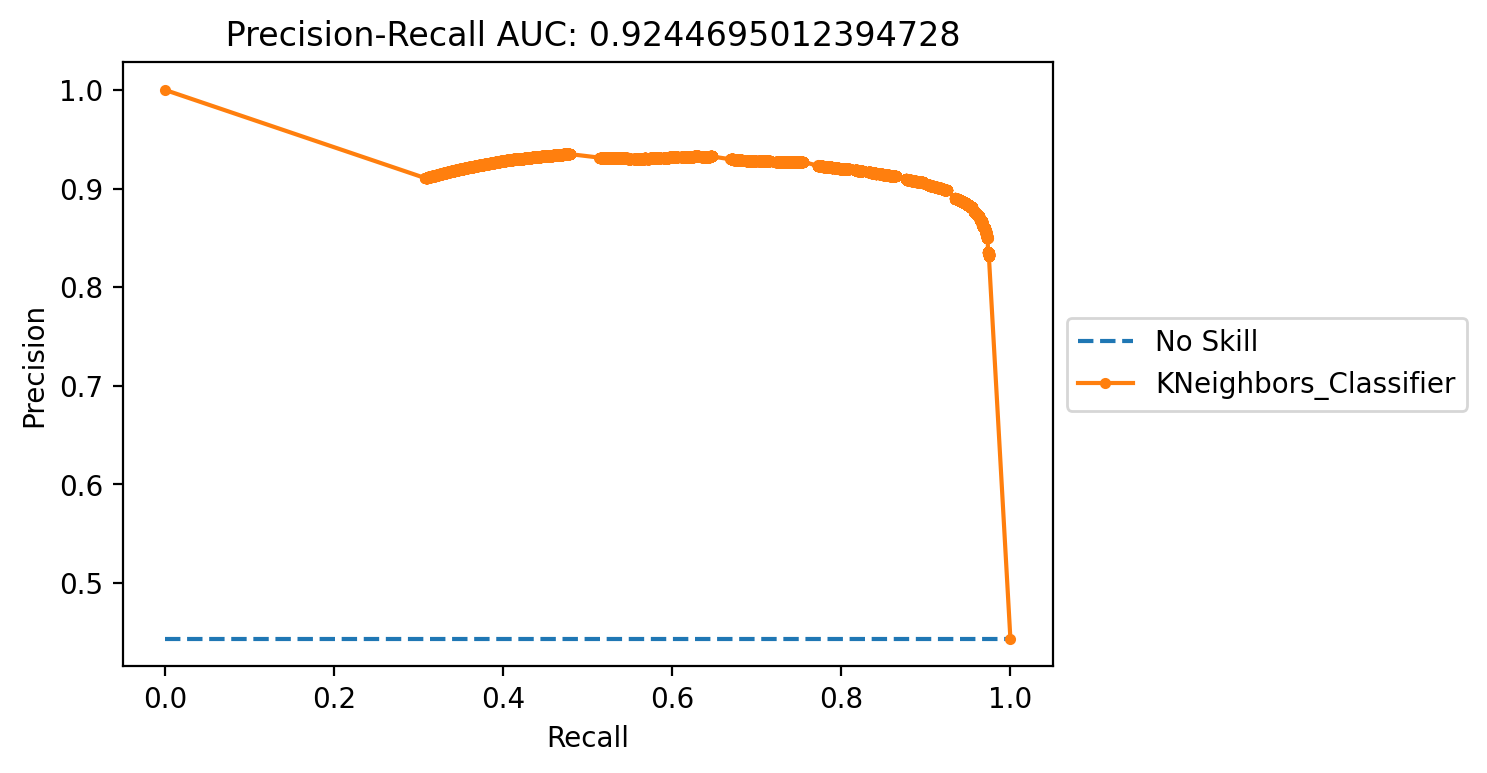 Precision-Recall AUC: 0.9244695012394728
1.0
0.9
0.8
0.7
0.6
0.5
Precision
0.0 0.2 0.4 0.6 0.8 1.0
Recall
No Skill
KNeighbors_Classifier